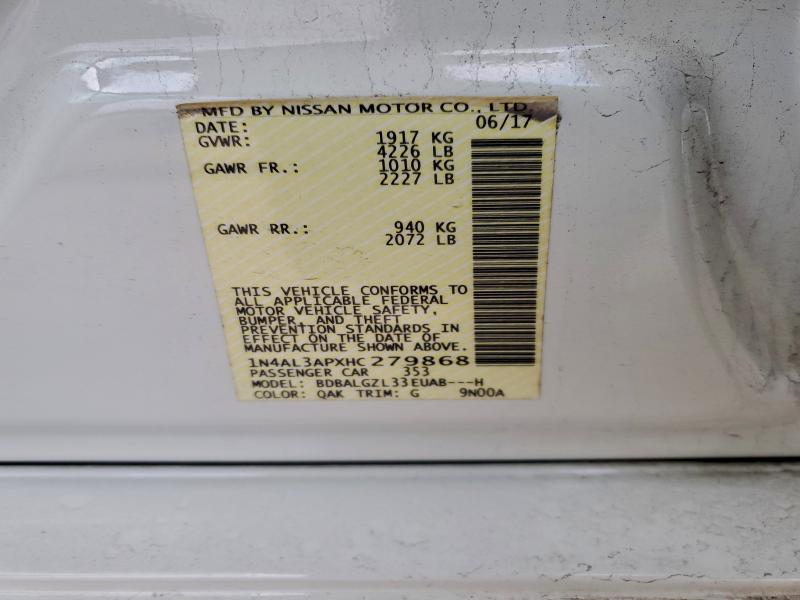 MFD BY NISSAN MOTOR CO., LTD.
DATE: 06/17
GVWR: 1917 KG
4226 LB
GAWR FR.: 1010 KG
2227 LB
GAWR RR.: 940 KG
2072 LB
THIS VEHICLE CONFORMS TO
ALL APPLICABLE FEDERAL
MOTOR VEHICLE SAFETY,
BUMPER, AND THEFT
PREVENTION STANDARDS IN
EFFECT ON THE DATE OF
MANUFACTURE SHOWN ABOVE.
1N4AL3APXHC279868
PASSENGER CAR 353
MODEL: BDBALGZL33EUAB---H
COLOR: QAK TRIM: G 9N00A